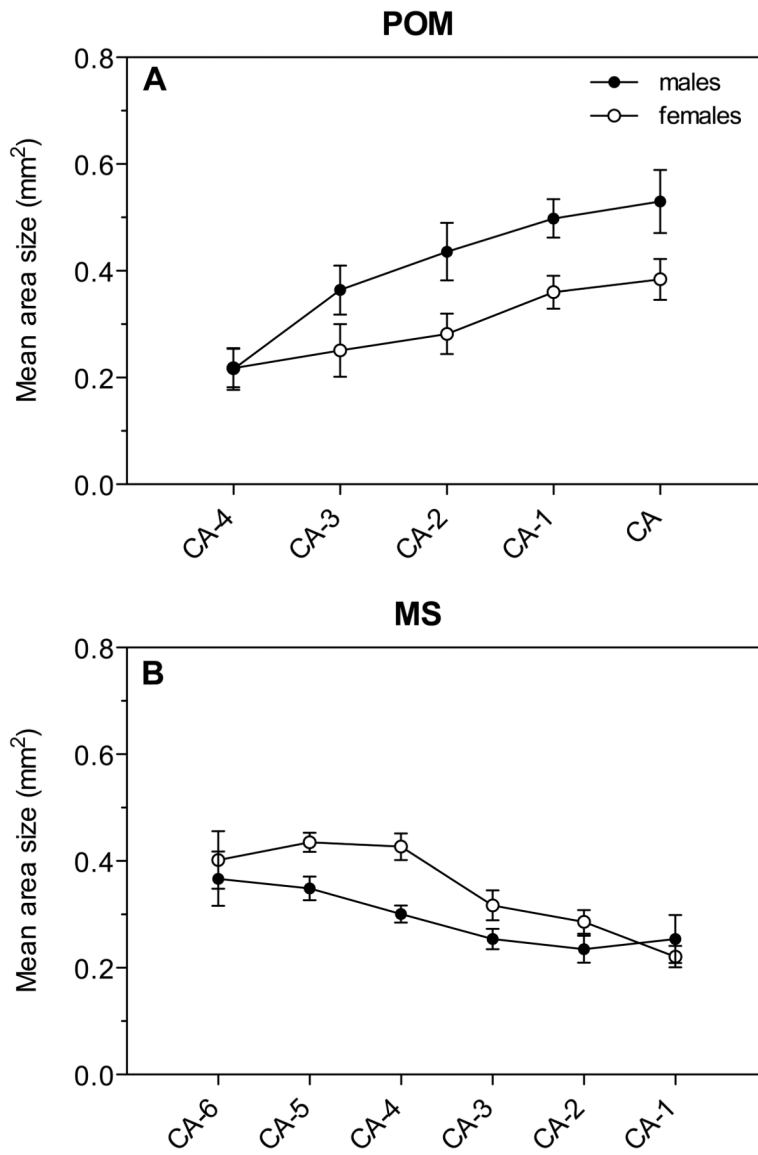 POM
A
males
females
0.8
0.6
0.4
0.2
0.0
Mean area size (mm²)
CA-4
CA-3
CA-2
CA-1
CA
MS
B
0.8
0.6
0.4
0.2
0.0
Mean area size (mm²)
CA-6
CA-5
CA-4
CA-3
CA-2
CA-1